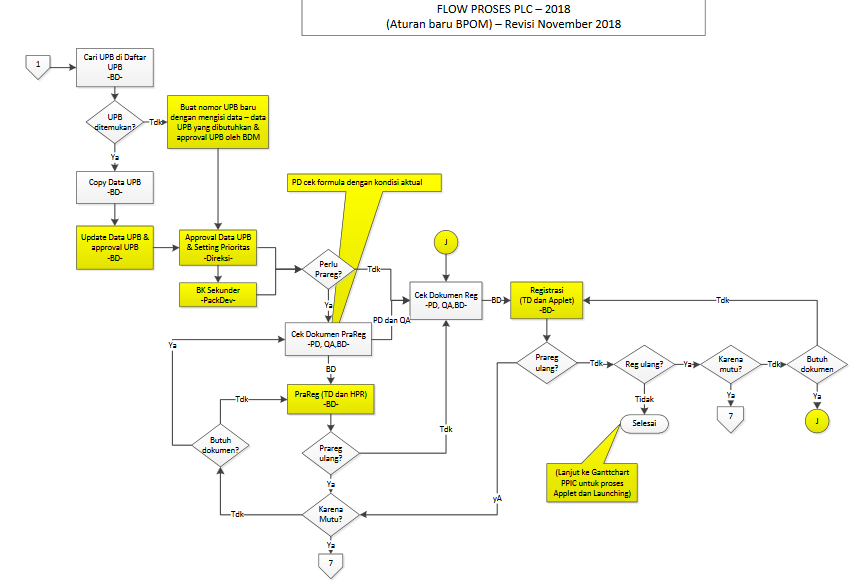 FLOW PROSES PLC – 2018
(Aturan baru BPOM) – Revisi November 2018
1
Cari UPB di Daftar
UPB
-BD-
UPB
ditemukan?
Tdk
Buat nomor UPB baru
dengan mengisi data – data
UPB yang dibutuhkan &
approval UPB oleh BDM
Ya
Copy Data UPB
-BD-
PD cek formula dengan kondisi aktual
Update Data UPB &
approval UPB
-BD-
Approval Data UPB
& Setting Prioritas
-Direksi-
BK Sekunder
-PackDev-
Perlu
Prareg?
Tdk
J
Ya
Cek Dokumen Reg
-PD, QA,BD-
BD
Registrasi
(TD dan Applet)
-BD-
Tdk
PD dan QA
Cek Dokumen PraReg
-PD, QA,BD-
Ya
BD
Prareg
ulang?
Tdk
Reg ulang?
Ya
Karena
mutu?
Tdk
Butuh
dokumen
PraReg (TD dan HPR)
-BD-
Tdk
Tidak
Ya
Ya
Selesai
7
J
Butuh
dokumen?
Prareg
ulang?
Tdk
(Lanjut ke Ganttchart
PPIC untuk proses
Applet dan Launching)
Ya
yA
Tdk
Karena
Mutu?
Ya
7